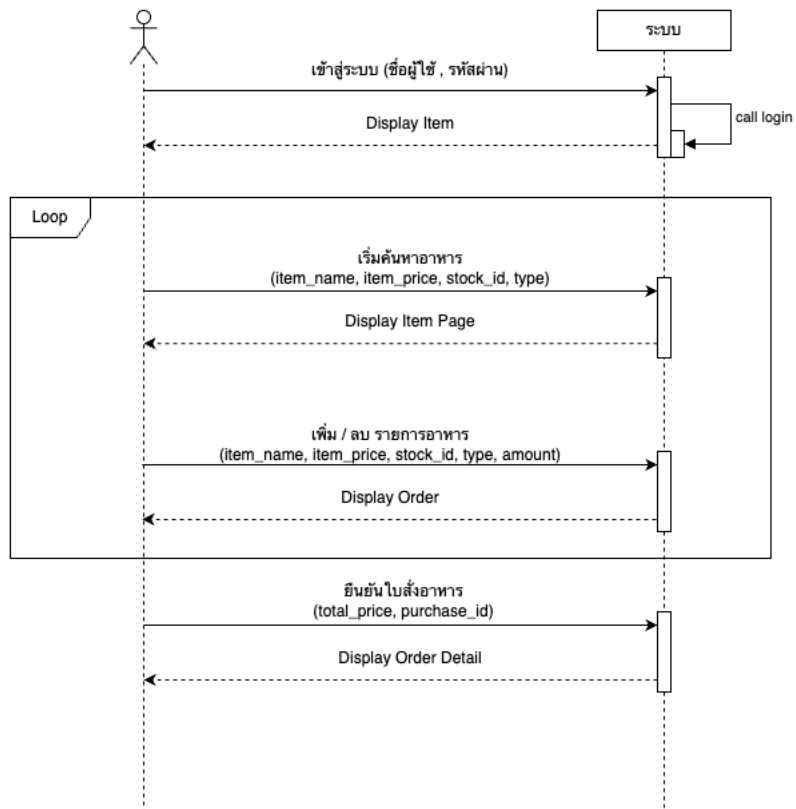 ระบบ
เข้าสู่ระบบ (ชื่อผู้ใช้ , รหัสผ่าน)
call login
Display Item
Loop
เริ่มค้นหาอาหาร
(item_name, item_price, stock_id, type)
Display Item Page
เพิ่ม / ลบ รายการอาหาร
(item_name, item_price, stock_id, type, amount)
Display Order
ยืนยันใบสั่งอาหาร
(total_price, purchase_id)
Display Order Detail